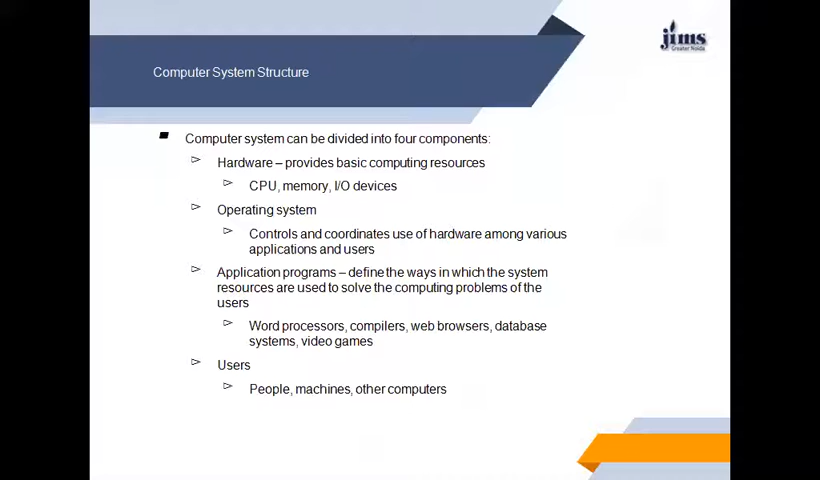 jims
Greater Noida
Computer System Structure
Computer system can be divided into four components:
Hardware – provides basic computing resources
CPU, memory, I/O devices
Operating system
Controls and coordinates use of hardware among various
applications and users
Application programs – define the ways in which the system
resources are used to solve the computing problems of the
users
Word processors, compilers, web browsers, database
systems, video games
Users
People, machines, other computers